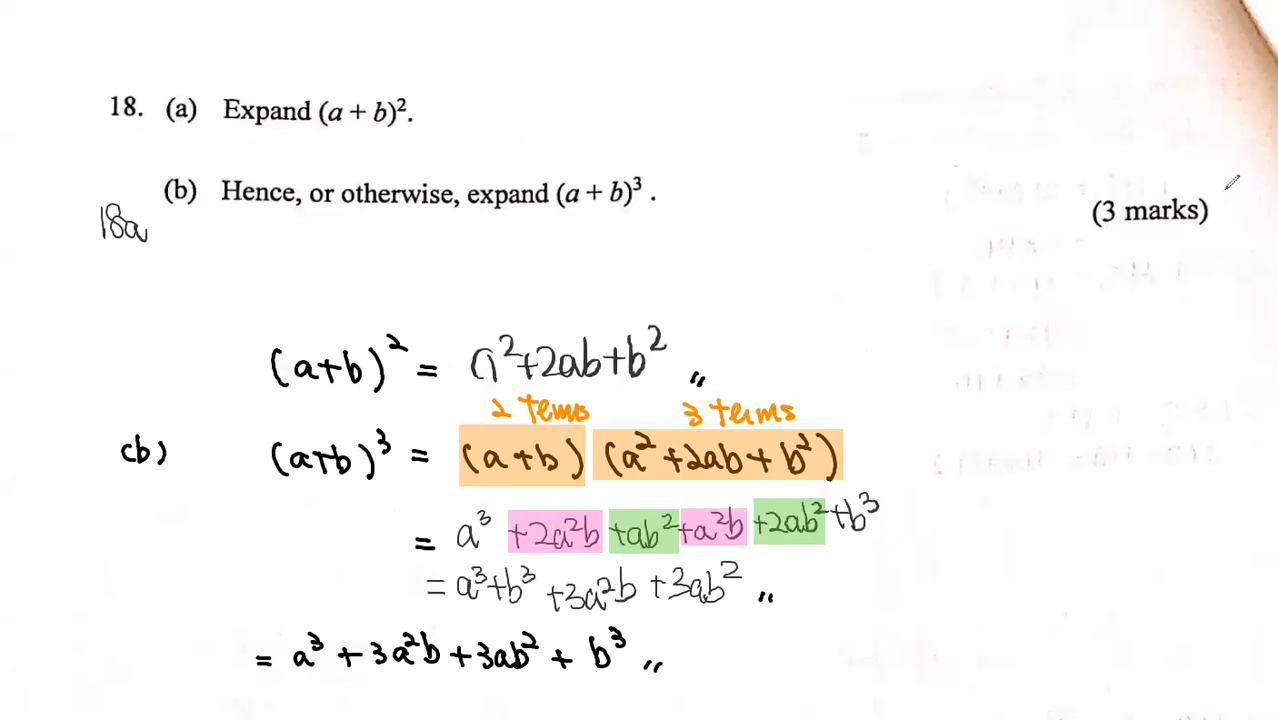 18. (a) Expand (a + b)².
(b) Hence, or otherwise, expand (a + b)³ .
18a
(3 marks)
(a+b)² = a²+2ab+b² ,,
2 tems 3 terms
(b) (a+b)³ = (a+b) (a²+2ab+b²)
= a³ +2a²b +ab² +a²b +2ab² +b³
= a³+b³ +3a²b +3ab² ,,
= a³ + 3a²b + 3ab² + b³ ,,